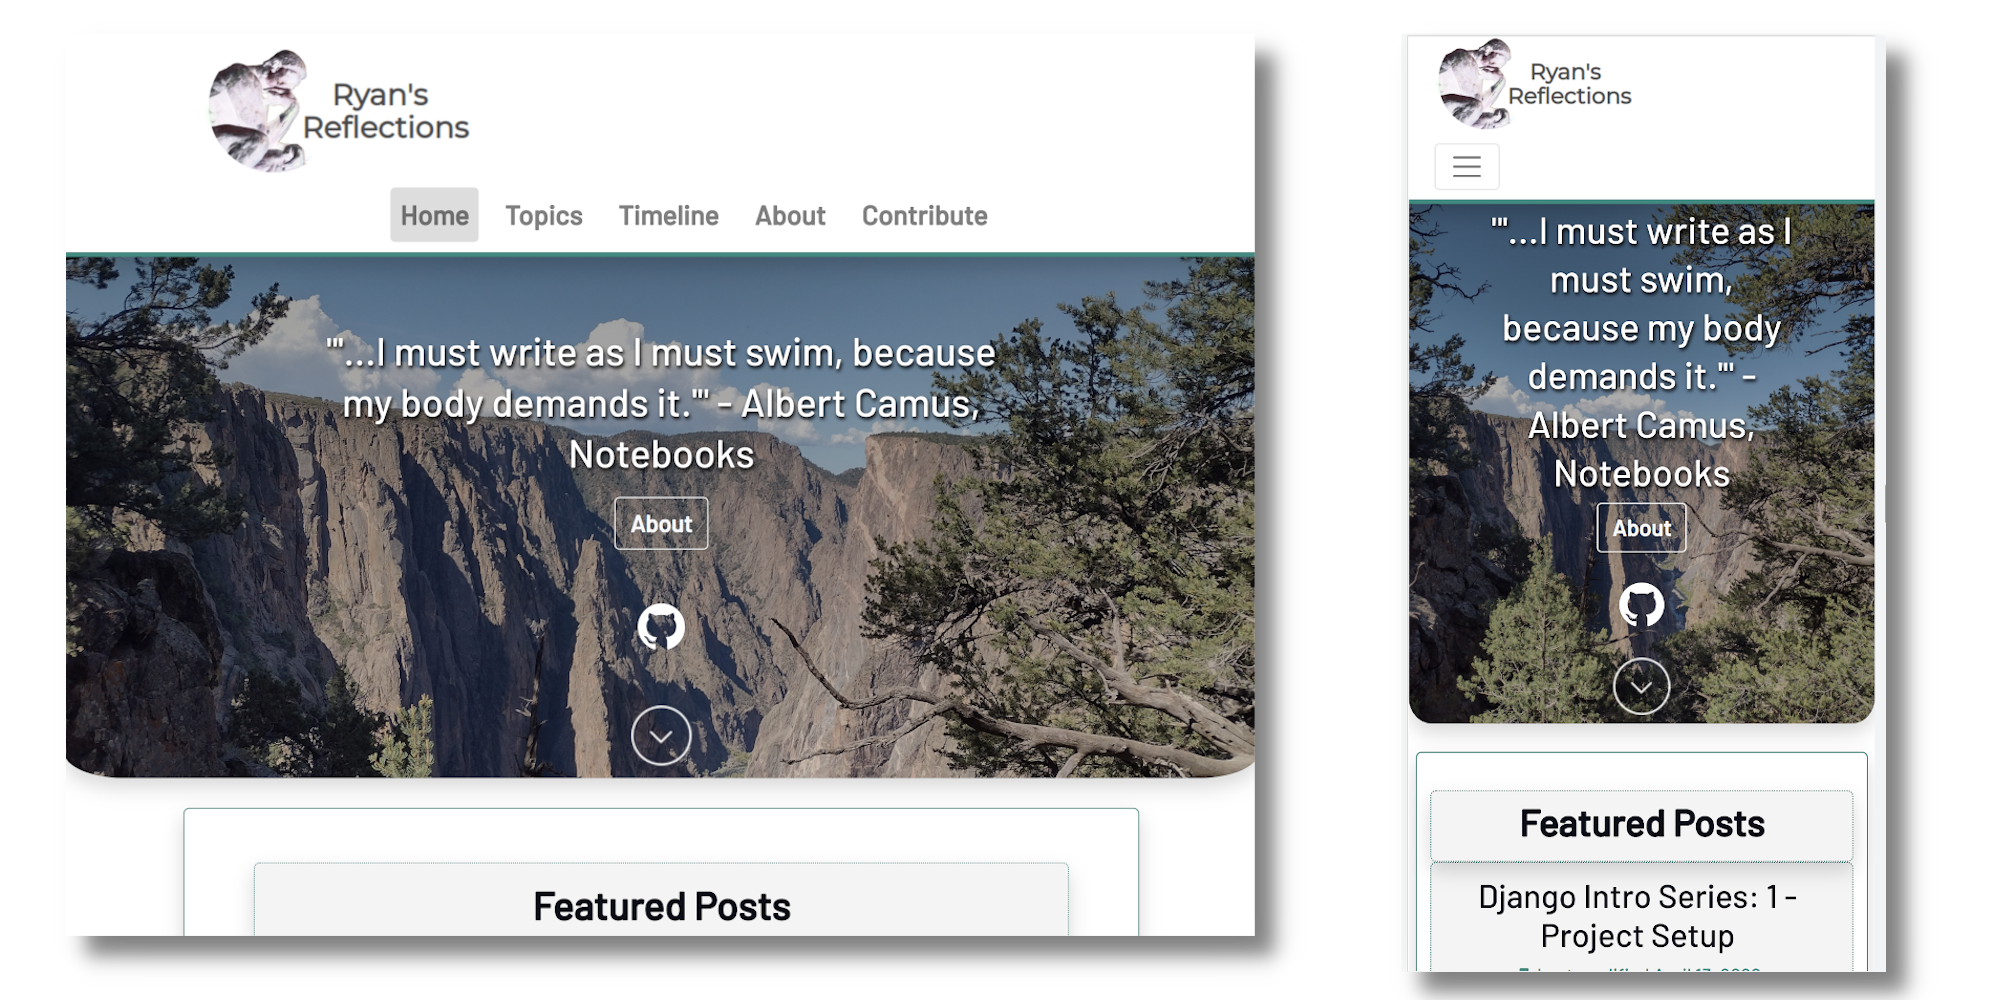 Ryan's
Reflections
Home Topics Timeline About Contribute
"'...I must write as I must swim, because
my body demands it.'" - Albert Camus,
Notebooks
About
Featured Posts
Ryan's
Reflections
"'...I must write as I
must swim,
because my body
demands it.'" -
Albert Camus,
Notebooks
About
Featured Posts
Django Intro Series: 1 -
Project Setup